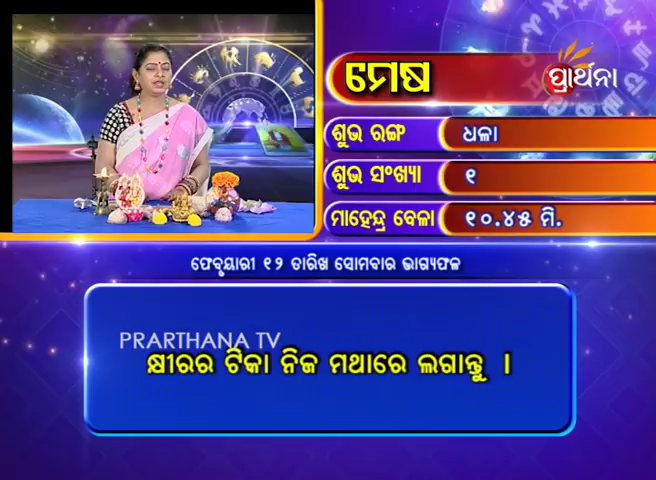 ମେଷ
ପ୍ରାର୍ଥନା
ଶୁଭ ରଙ୍ଗ ଧଳା
ଶୁଭ ସଂଖ୍ୟା ୧
ମାହେନ୍ଦ୍ର ବେଳା ୧୦.୪୫ ମି.
ଫେବୃୟାରୀ ୧୨ ତାରିଖ ସୋମବାର ଭାଗ୍ୟଫଳ
PRARTHANA TV
କ୍ଷୀରର ଟିକା ନିଜ ମଥାରେ ଲଗାନ୍ତୁ ।